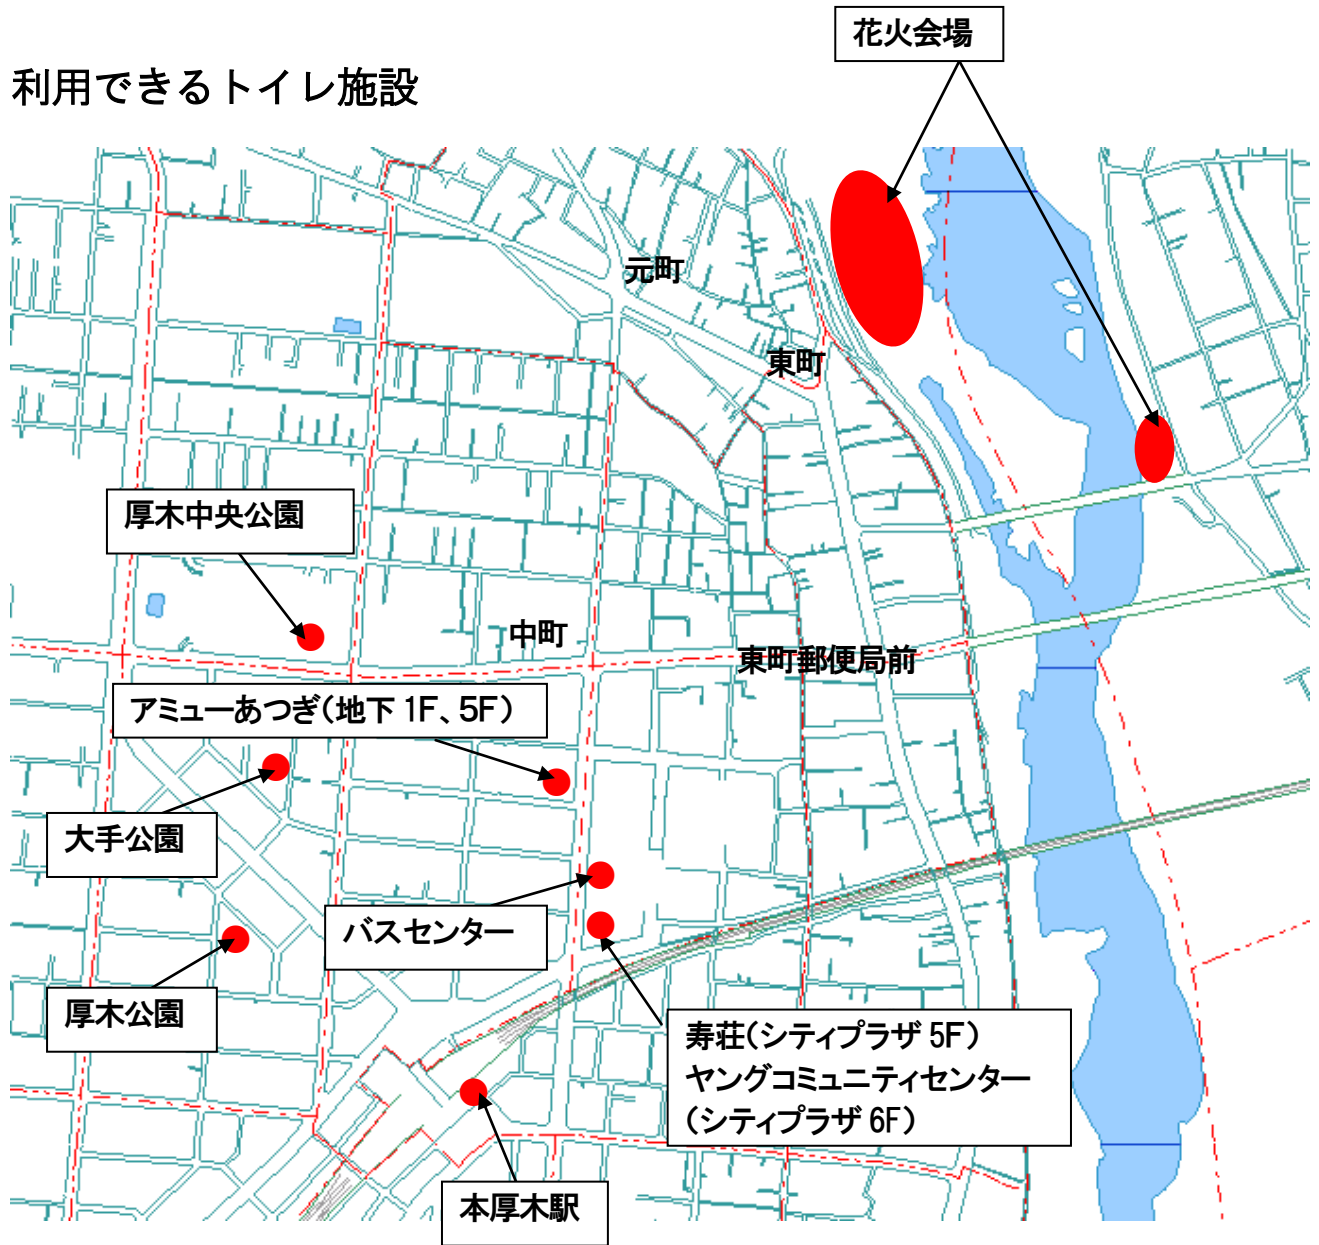 花火会場
利用できるトイレ施設
元町
東町
厚木中央公園
中町
東町郵便局前
アミューあつぎ(地下1F、5F)
大手公園
バスセンター
厚木公園
寿荘(シティプラザ5F)
ヤングコミュニティセンター
(シティプラザ6F)
本厚木駅